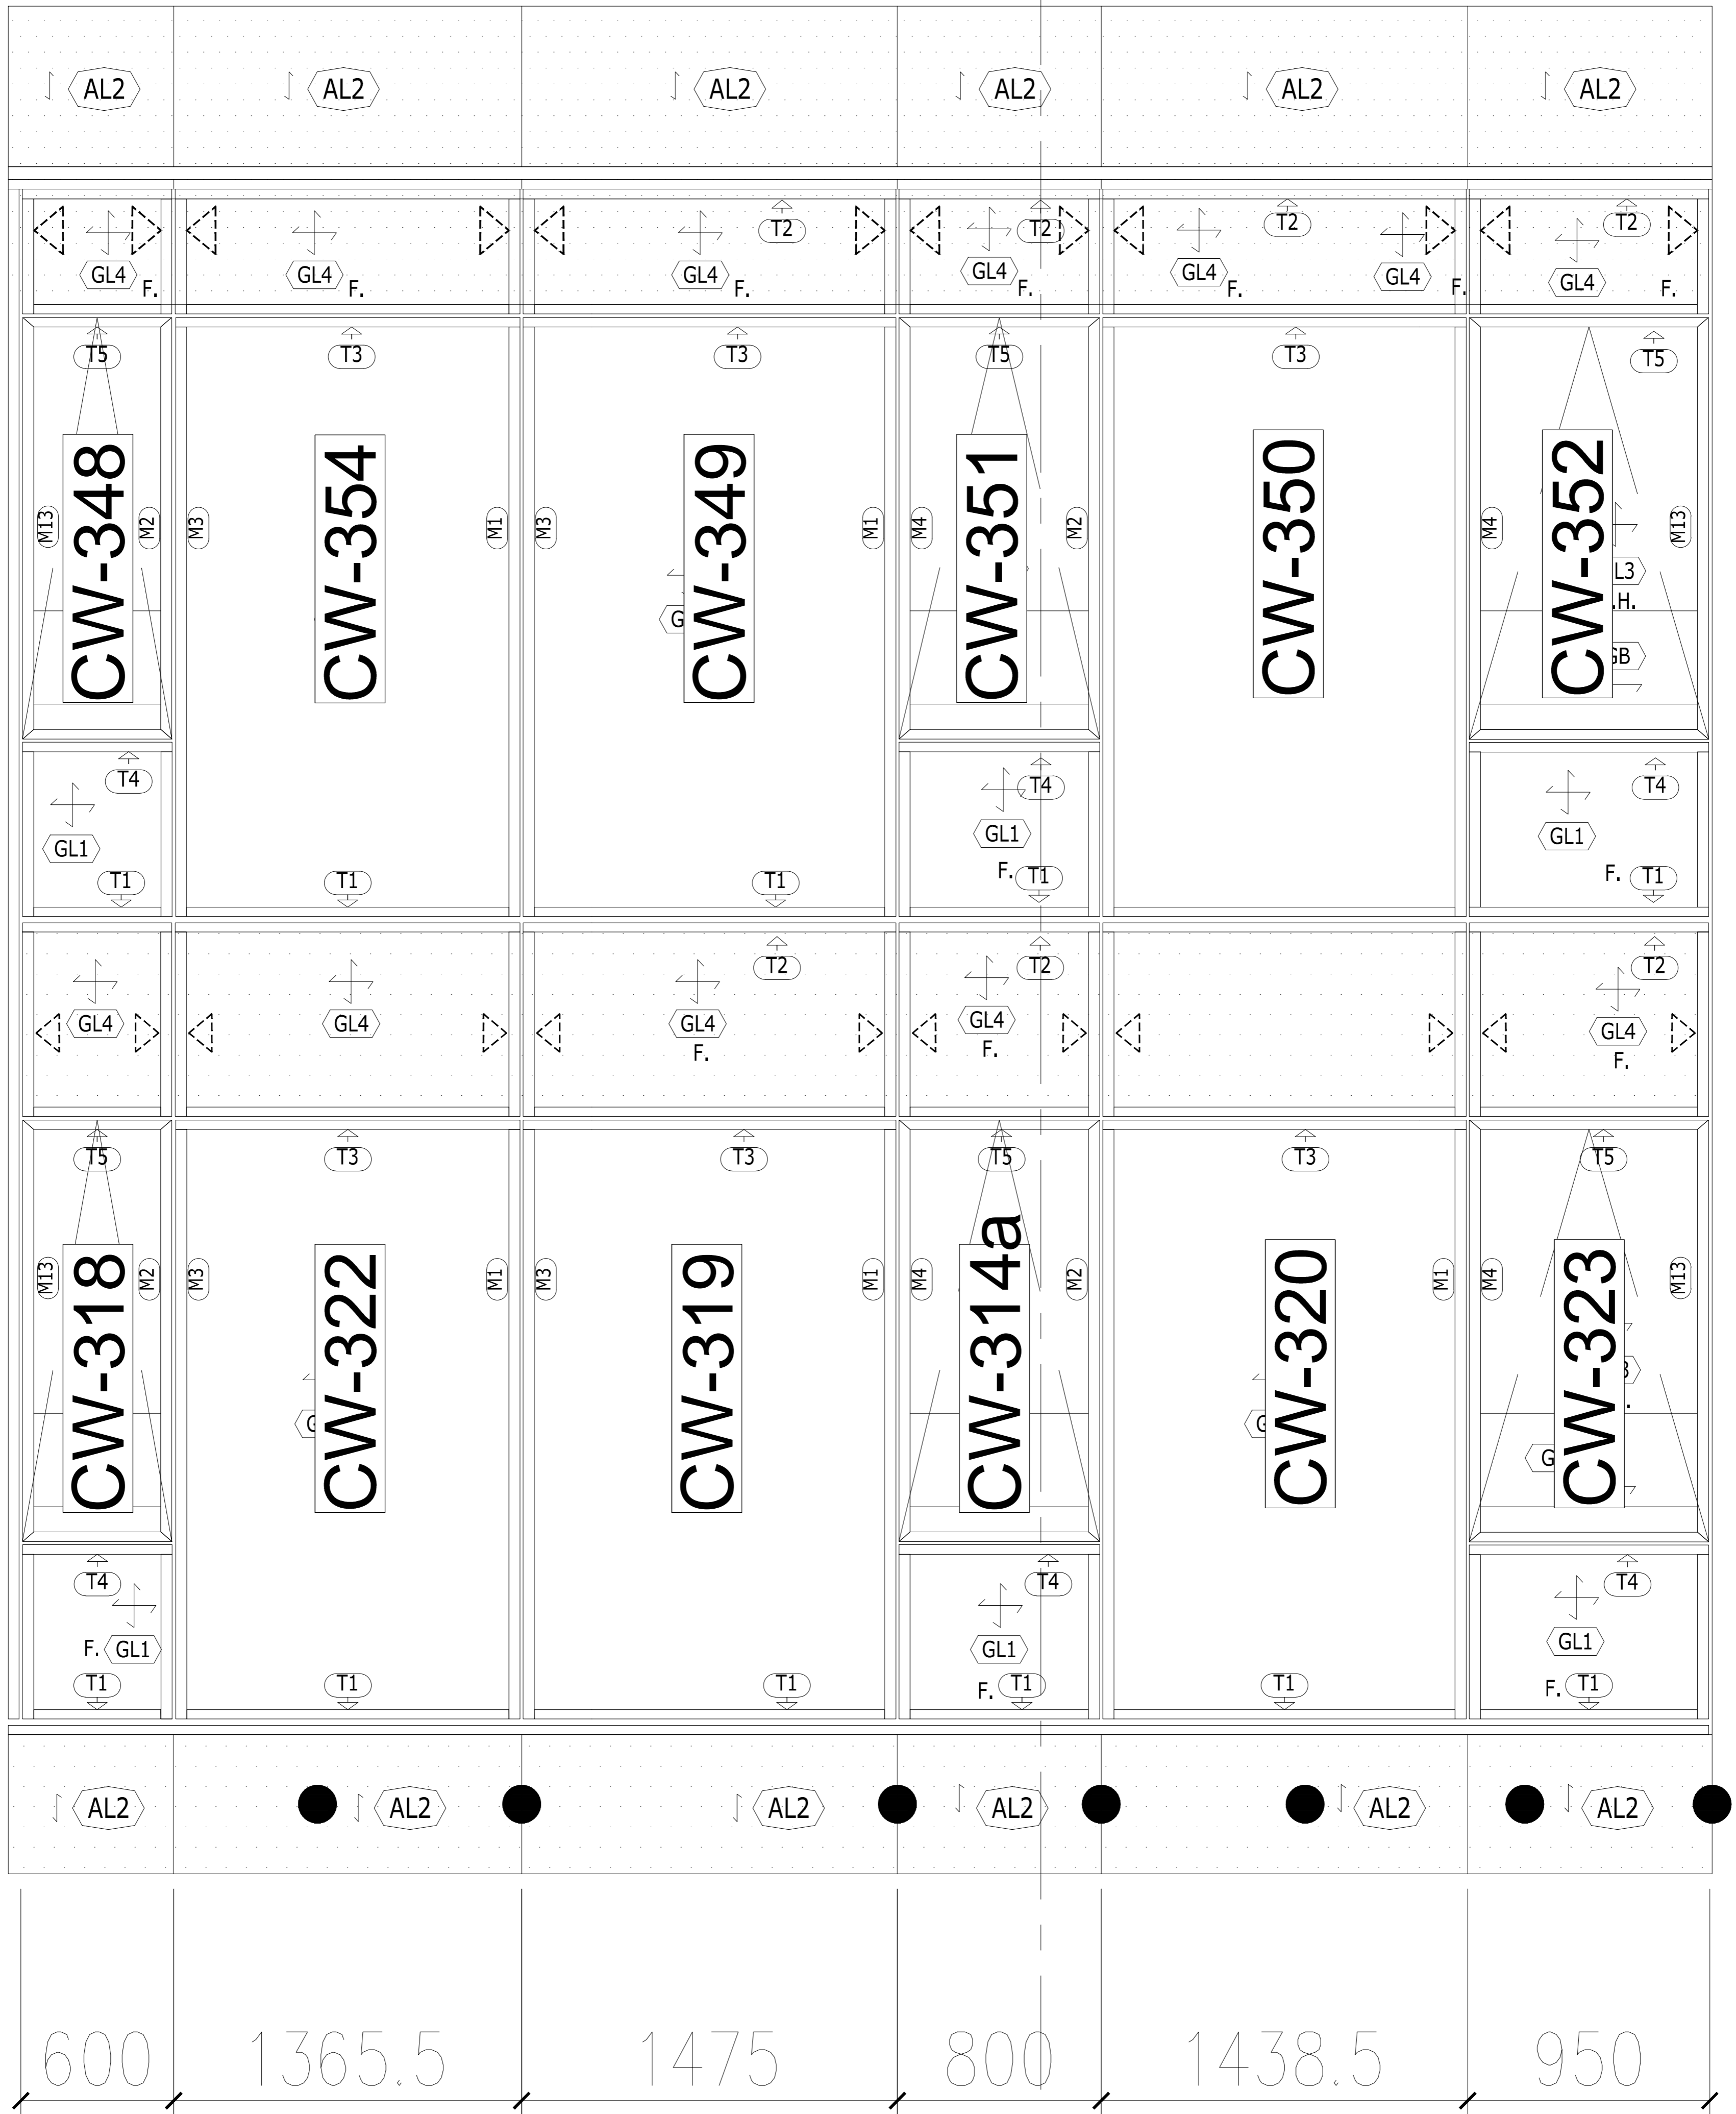 AL2 AL2 AL2 AL2 AL2 AL2
T2 T2 T2 T2
GL4 GL4 GL4 GL4 GL4 GL4 GL4
F. F. F. F. F. F. F.
T5 T3 T3 T5 T3 T5
CW-348 CW-354 CW-349 CW-351 CW-350 CW-352
M13 M2 M3 M1 M3 M1 M4 M2 M4 M13
T4 T4 T4
GL1 GL1 GL1
F. F.
T1 T1 T1 T1 T1
T2 T2 T2
GL4 GL4 GL4 GL4 GL4
F. F. F.
T5 T3 T3 T5 T3 T5
CW-318 CW-322 CW-319 CW-314a CW-320 CW-323
M13 M2 M3 M1 M3 M1 M4 M2 M1 M4 M13
T4 T4 T4
F. GL1 GL1 GL1
F. F.
T1 T1 T1 T1 T1 T1
AL2 AL2 AL2 AL2 AL2 AL2
600 1365.5 1475 800 1438.5 950